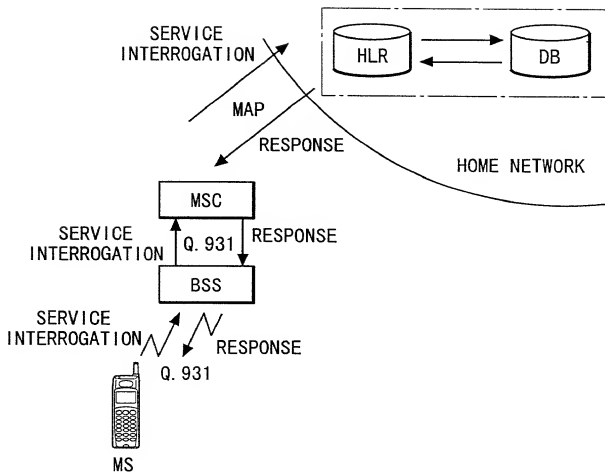 SERVICE
INTERROGATION
HLR
DB
MAP
RESPONSE
HOME NETWORK
MSC
SERVICE
INTERROGATION
Q.931
RESPONSE
BSS
SERVICE
INTERROGATION
RESPONSE
Q.931
MS